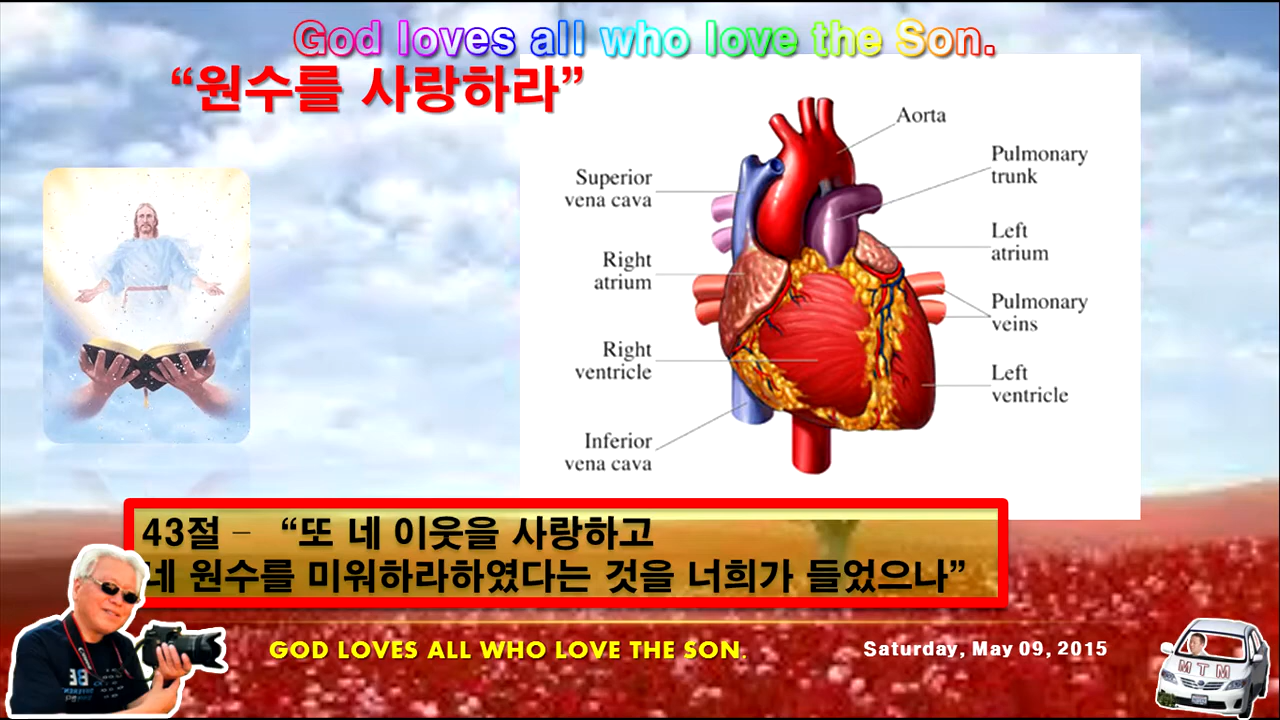 God loves all who love the Son.
“원수를 사랑하라”
Aorta
Pulmonary
trunk
Superior
vena cava
Left
atrium
Right
atrium
Pulmonary
veins
Right
ventricle
Left
ventricle
Inferior
vena cava
43절 – “또 네 이웃을 사랑하고
네 원수를 미워하라하였다는 것을 너희가 들었으나”
GOD LOVES ALL WHO LOVE THE SON.
Saturday, May 09, 2015
M T M